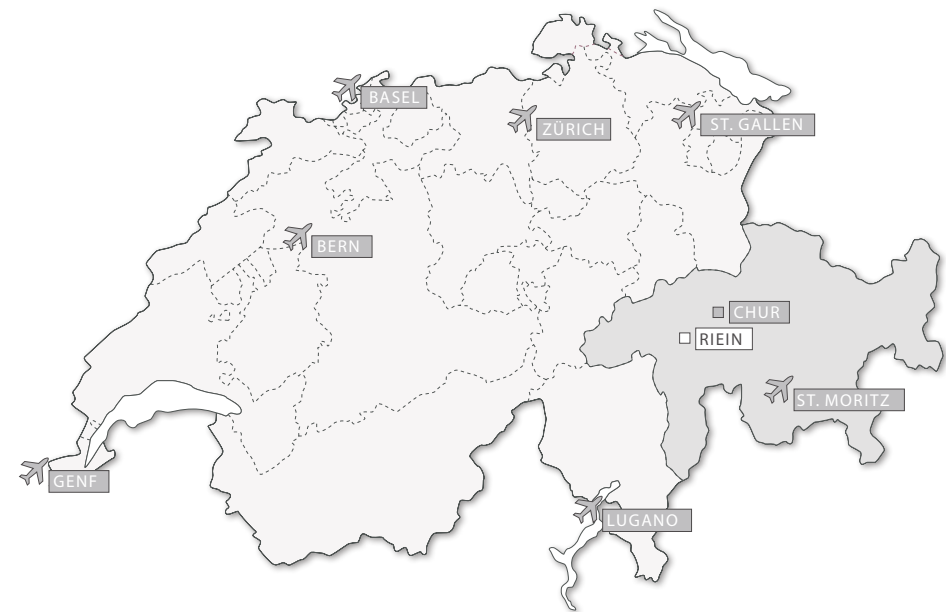 BASEL
ZÜRICH
ST. GALLEN
BERN
CHUR
RIEIN
ST. MORITZ
GENF
LUGANO